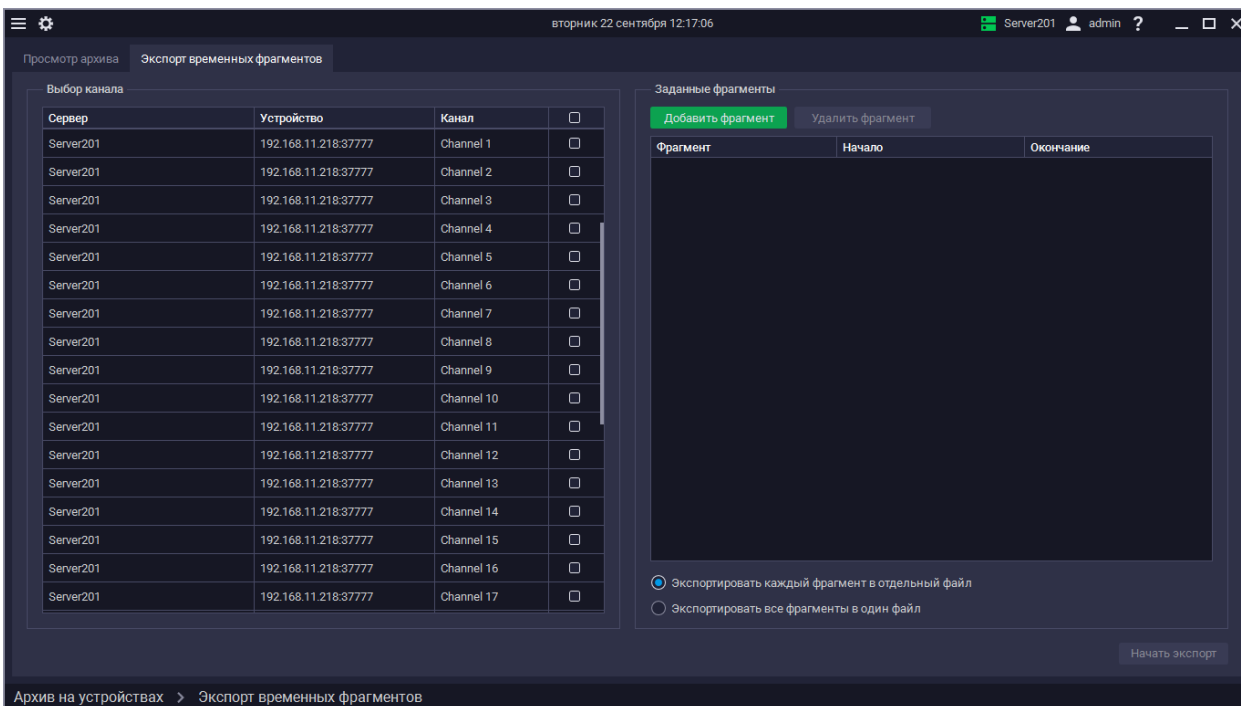 вторник 22 сентября 12:17:06 Server201 admin ?
Просмотр архива Экспорт временных фрагментов
Выбор канала
Сервер Устройство Канал
Server201 192.168.11.218:37777 Channel 1
Server201 192.168.11.218:37777 Channel 2
Server201 192.168.11.218:37777 Channel 3
Server201 192.168.11.218:37777 Channel 4
Server201 192.168.11.218:37777 Channel 5
Server201 192.168.11.218:37777 Channel 6
Server201 192.168.11.218:37777 Channel 7
Server201 192.168.11.218:37777 Channel 8
Server201 192.168.11.218:37777 Channel 9
Server201 192.168.11.218:37777 Channel 10
Server201 192.168.11.218:37777 Channel 11
Server201 192.168.11.218:37777 Channel 12
Server201 192.168.11.218:37777 Channel 13
Server201 192.168.11.218:37777 Channel 14
Server201 192.168.11.218:37777 Channel 15
Server201 192.168.11.218:37777 Channel 16
Server201 192.168.11.218:37777 Channel 17
Заданные фрагменты
Добавить фрагмент Удалить фрагмент
Фрагмент Начало Окончание
Экспортировать каждый фрагмент в отдельный файл
Экспортировать все фрагменты в один файл
Начать экспорт
Архив на устройствах > Экспорт временных фрагментов